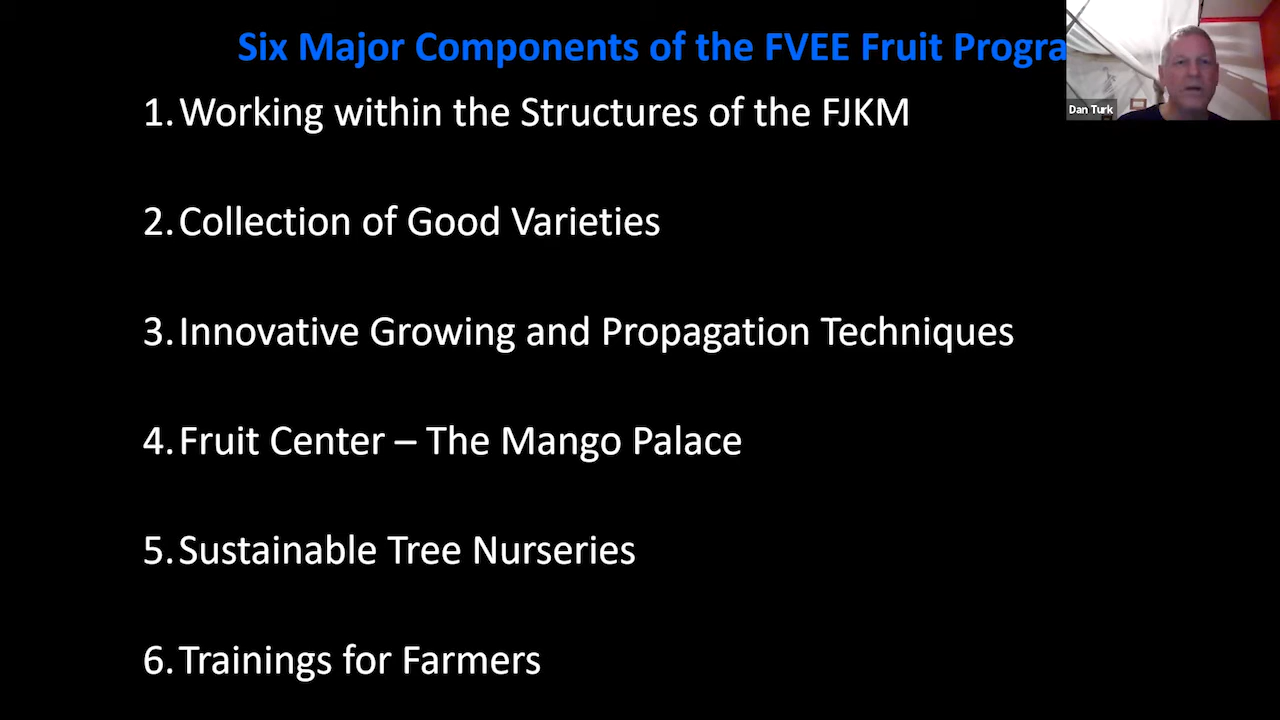 Six Major Components of the FVEE Fruit Progra
1. Working within the Structures of the FJKM
2. Collection of Good Varieties
3. Innovative Growing and Propagation Techniques
4. Fruit Center – The Mango Palace
5. Sustainable Tree Nurseries
6. Trainings for Farmers
Dan Turk